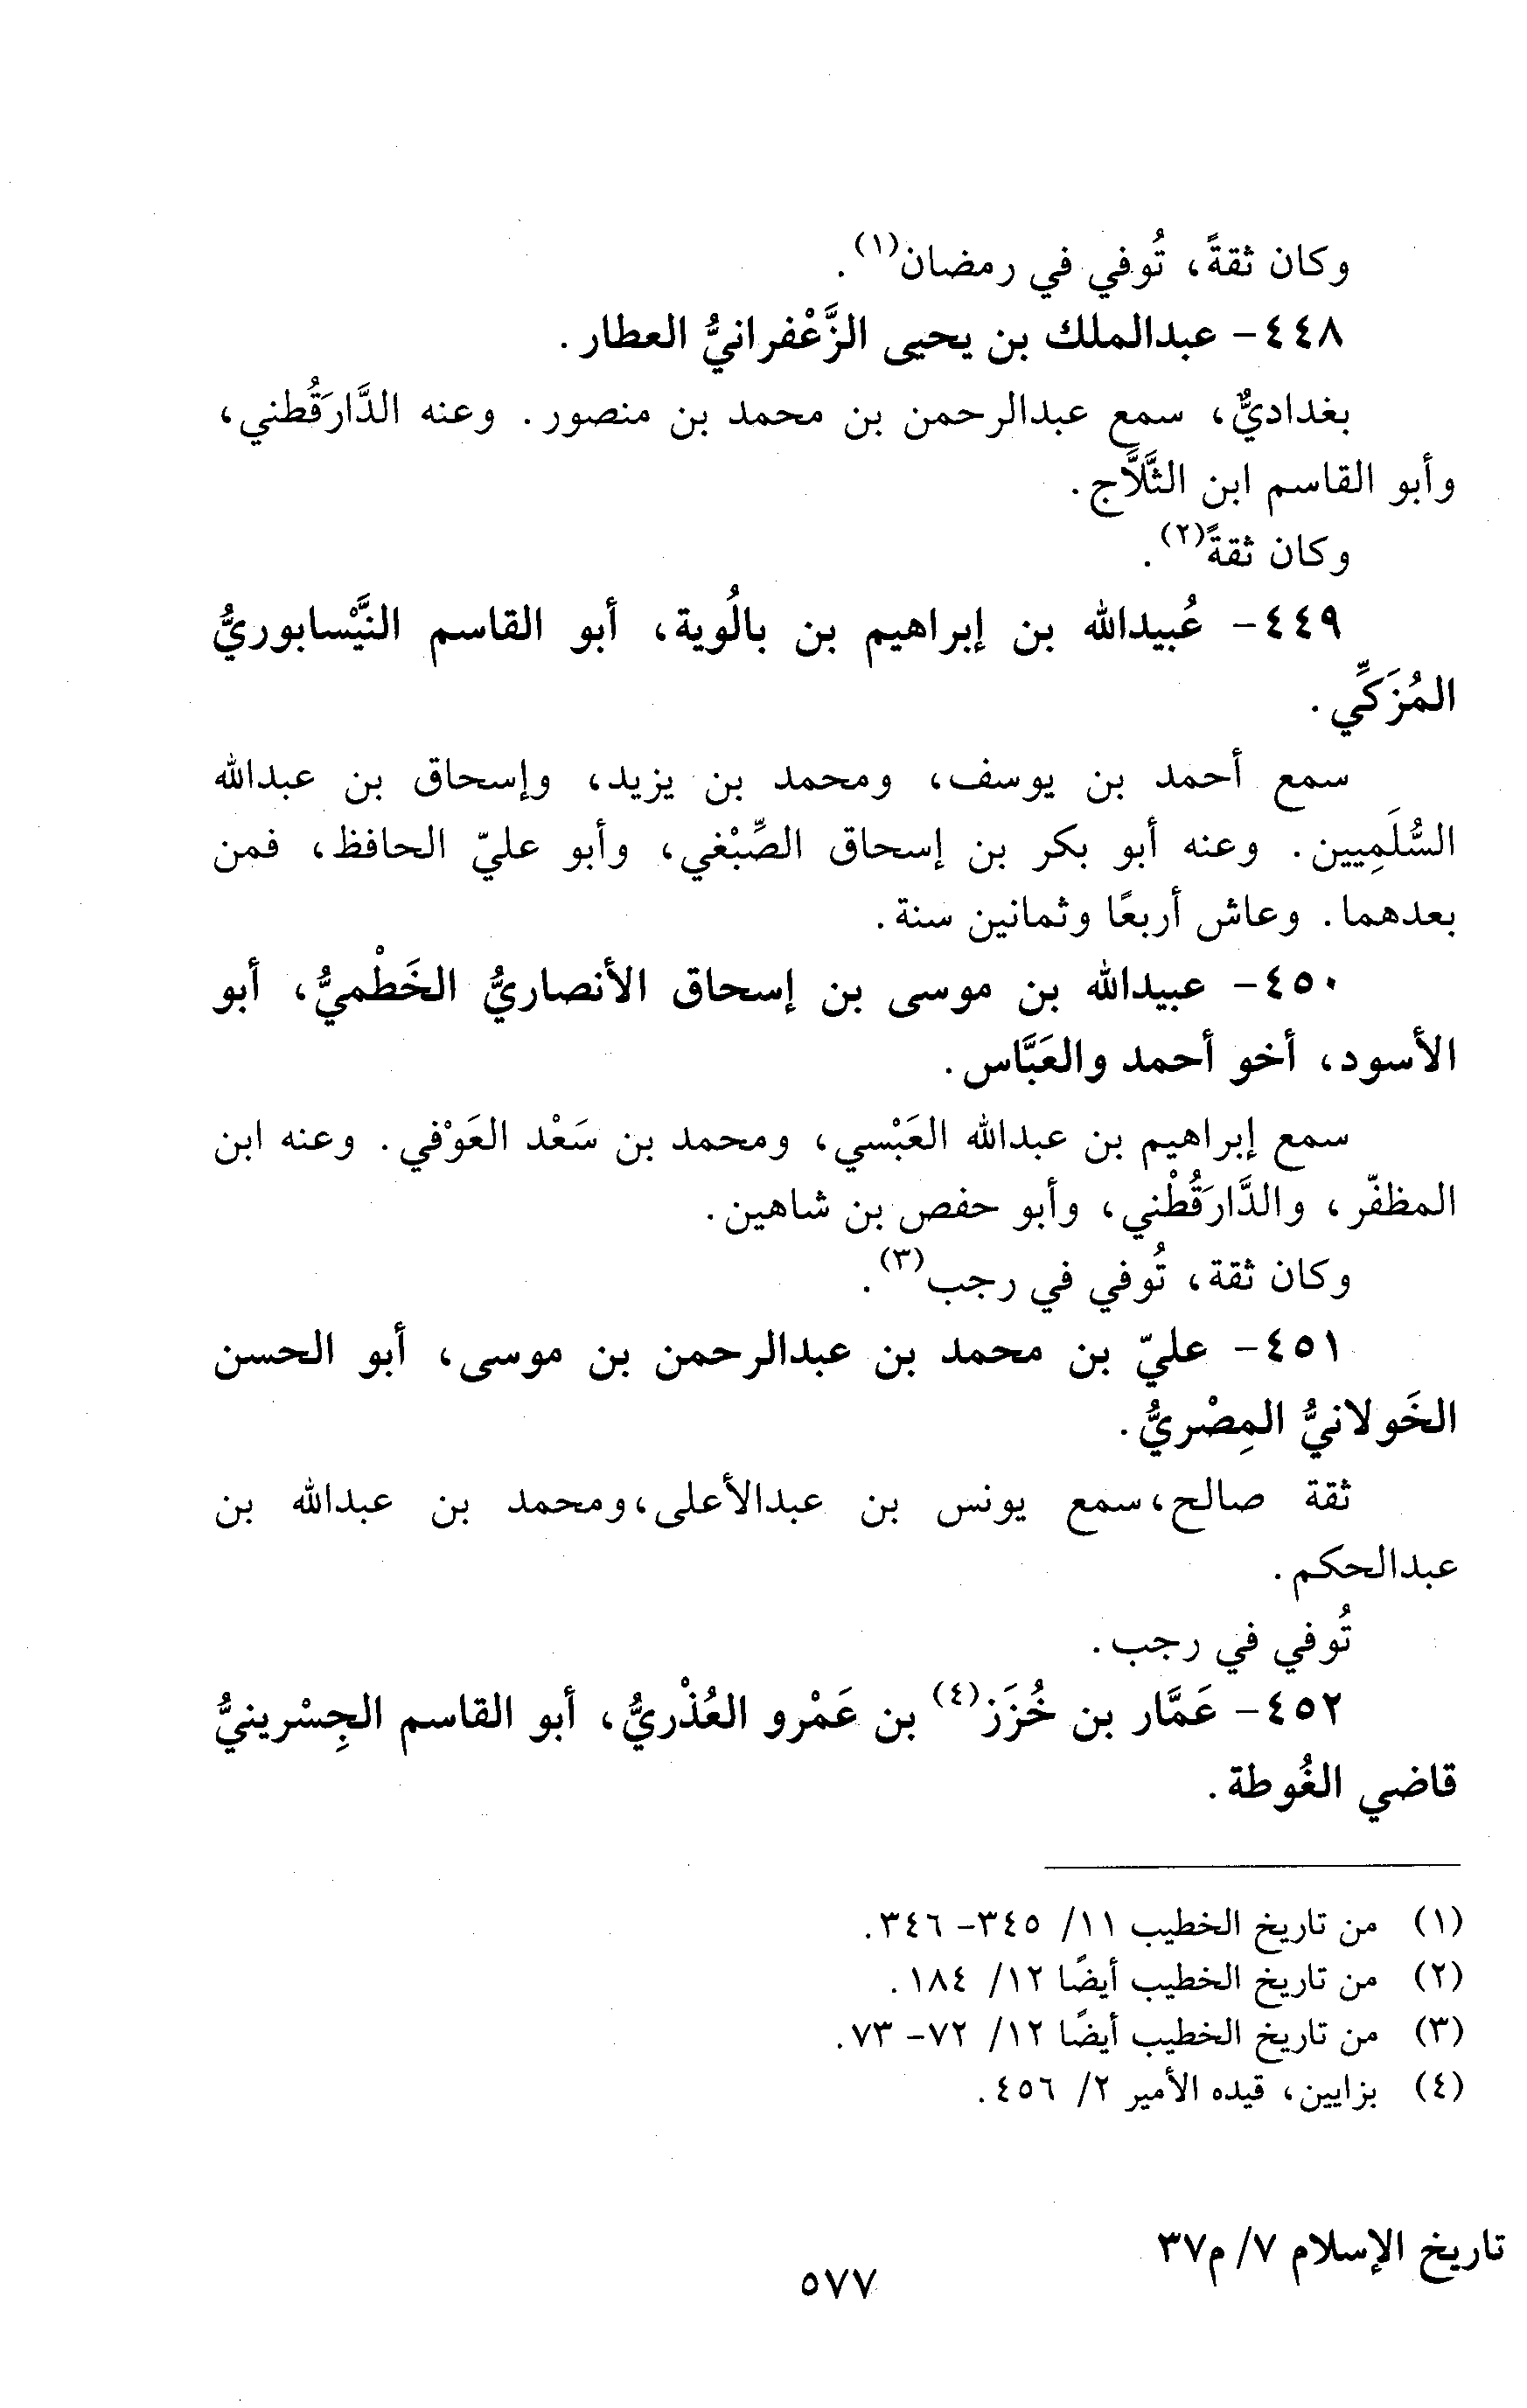 وكان ثقةً، تُوفي في رمضان(١).
٤٤٨- عبدالملك بن يحيى الزَّعْفرانيُّ العطار.
بغداديٌّ، سمع عبدالرحمن بن محمد بن منصور. وعنه الدَّارَقُطني،
وأبو القاسم ابن الثَّلاَّج.
وكان ثقةً(٢).
٤٤٩- عُبيدالله بن إبراهيم بن بالُوية، أبو القاسم النَّيْسابوريُّ
المُزَكِّي.
سمع أحمد بن يوسف، ومحمد بن يزيد، وإسحاق بن عبدالله
السُّلَمِيين. وعنه أبو بكر بن إسحاق الصِّبْغي، وأبو عليّ الحافظ، فمن
بعدهما. وعاش أربعًا وثمانين سنة.
٤٥٠- عبيدالله بن موسى بن إسحاق الأنصاريُّ الخَطْميُّ، أبو
الأسود، أخو أحمد والعَبَّاس.
سمع إبراهيم بن عبدالله العَبْسي، ومحمد بن سَعْد العَوْفي. وعنه ابن
المظفّر، والدَّارَقُطْني، وأبو حفص بن شاهين.
وكان ثقة، تُوفي في رجب(٣).
٤٥١- عليّ بن محمد بن عبدالرحمن بن موسى، أبو الحسن
الخَولانيُّ المِصْريُّ.
ثقة صالح،سمع يونس بن عبدالأعلى،ومحمد بن عبدالله بن
عبدالحكم.
تُوفي في رجب.
٤٥٢- عَمَّار بن خُزَز(٤) بن عَمْرو العُذْريُّ، أبو القاسم الجِسْرينيُّ
قاضي الغُوطة.
(١) من تاريخ الخطيب ١١/ ٣٤٥- ٣٤٦.
(٢) من تاريخ الخطيب أيضًا ١٢/ ١٨٤.
(٣) من تاريخ الخطيب أيضًا ١٢/ ٧٢- ٧٣.
(٤) بزايين، قيده الأمير ٢/ ٤٥٦.
تاريخ الإسلام ٧/ م٣٧
٥٧٧